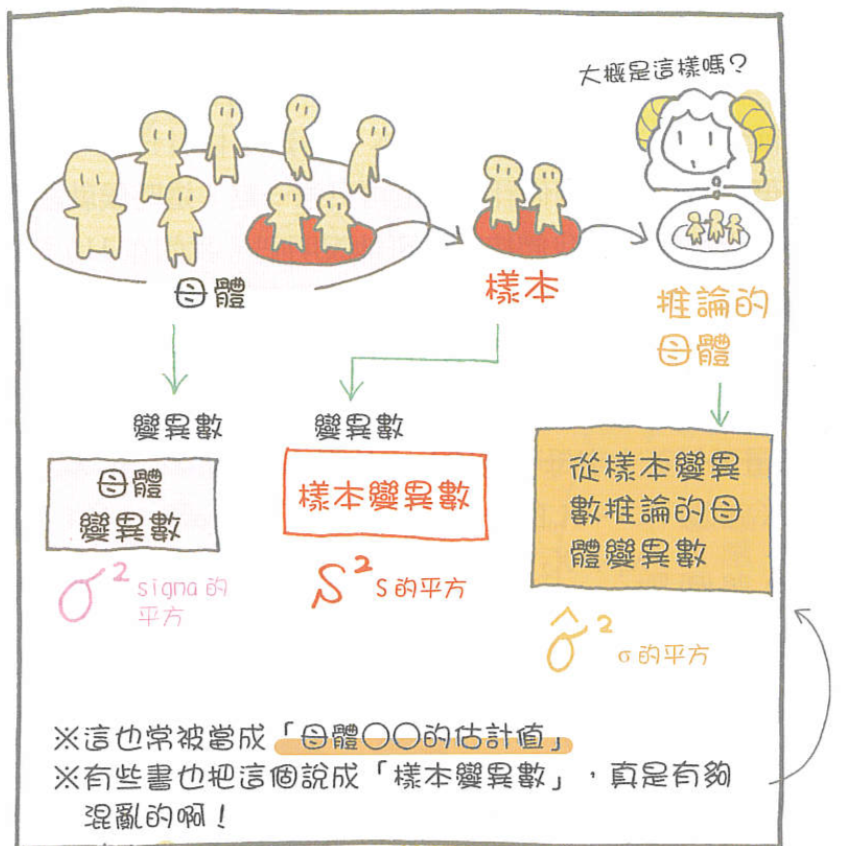 大概是這樣嗎？
母體
樣本
推論的
母體
變異數
變異數
母體
變異數
樣本變異數
從樣本變異
數推論的母
體變異數
σ² sigma 的
平方
S² S 的平方
σ̂² σ 的平方
※這也常被當成「母體○○的估計值」
※有些書也把這個說成「樣本變異數」，真是有夠
混亂的啊！